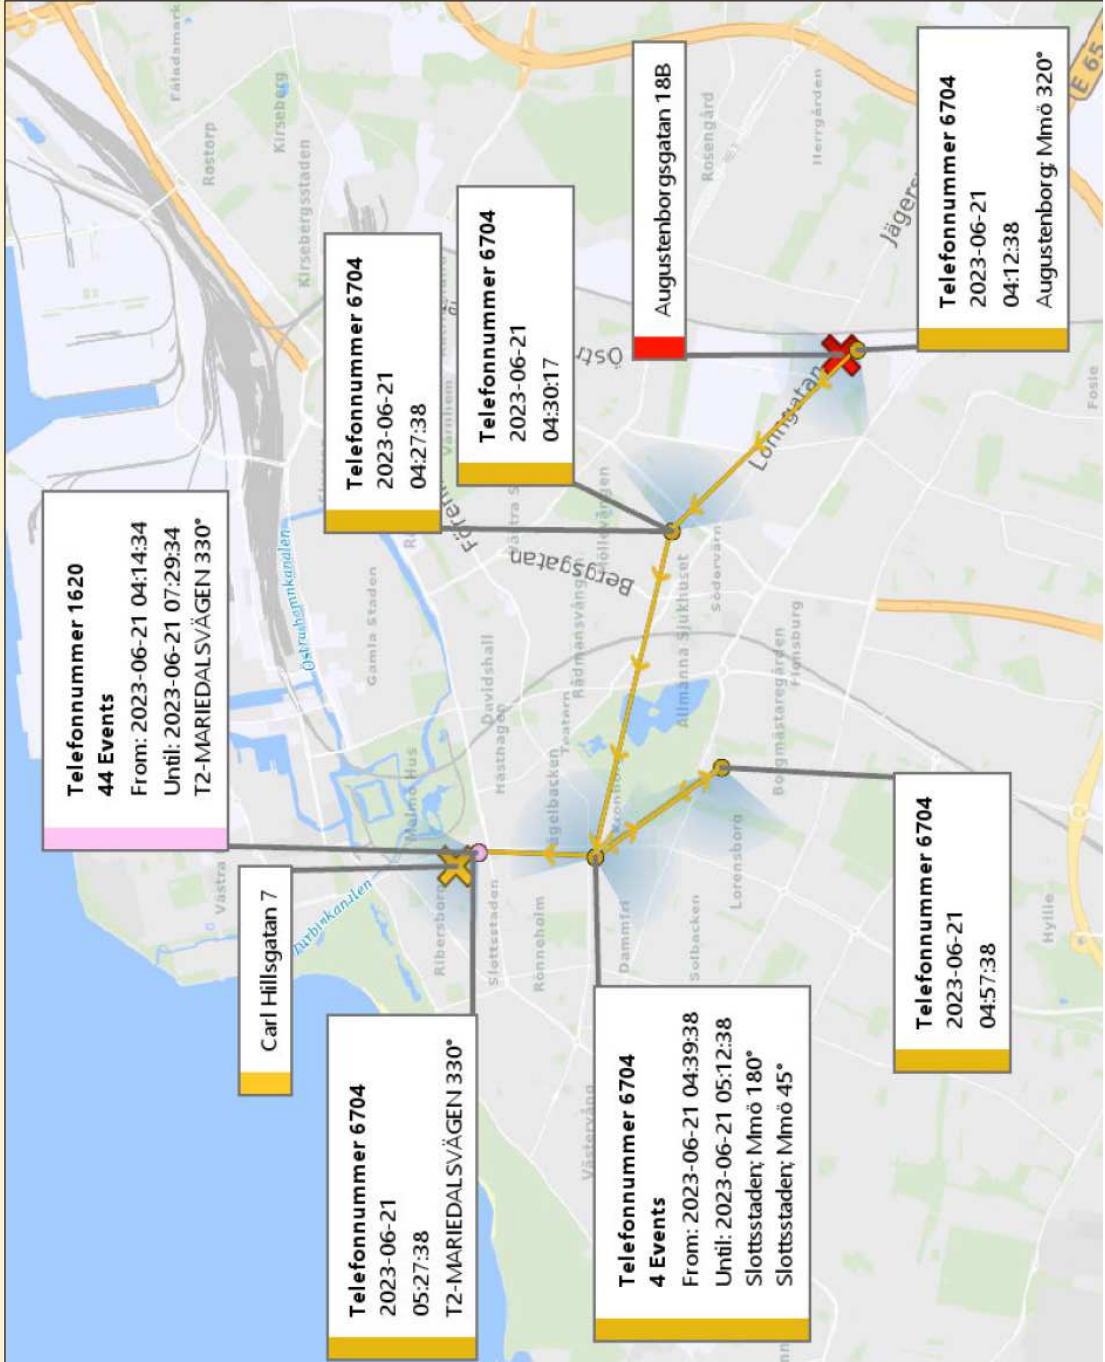 Telefonnummer 1620
44 Events
From: 2023-06-21 04:14:34
Until: 2023-06-21 07:29:34
T2-MARIEDALSVÄGEN 330°
Carl Hillsgatan 7
Telefonnummer 6704
2023-06-21
05:27:38
T2-MARIEDALSVÄGEN 330°
Telefonnummer 6704
2023-06-21
04:27:38
Telefonnummer 6704
2023-06-21
04:30:17
Augustenborgsgatan 18B
Telefonnummer 6704
4 Events
From: 2023-06-21 04:39:38
Until: 2023-06-21 05:12:38
Slottsstaden; Mmö 180°
Slottsstaden; Mmö 45°
Telefonnummer 6704
2023-06-21
04:57:38
Telefonnummer 6704
2023-06-21
04:12:38
Augustenborg; Mmö 320°
Västra
Turbinkanalen
Ribersborg
Malmö Hus
Gamla Staden
Östra
Rostorp
Kirseberg
Kirsebergsstaden
Slottsstaden
Hästhagen
Davidshall
Värnhem
Rönneholm
Rådmansvången
Bergsgatan
Västervång
Dammfri
Solbacken
Lorensborg
Allmänna Sjukhuset
Södervärn
Borgmästaregården
Flensburg
Lönngatan
Rosengård
Herrgården
E 65
Hyllie
Fosie